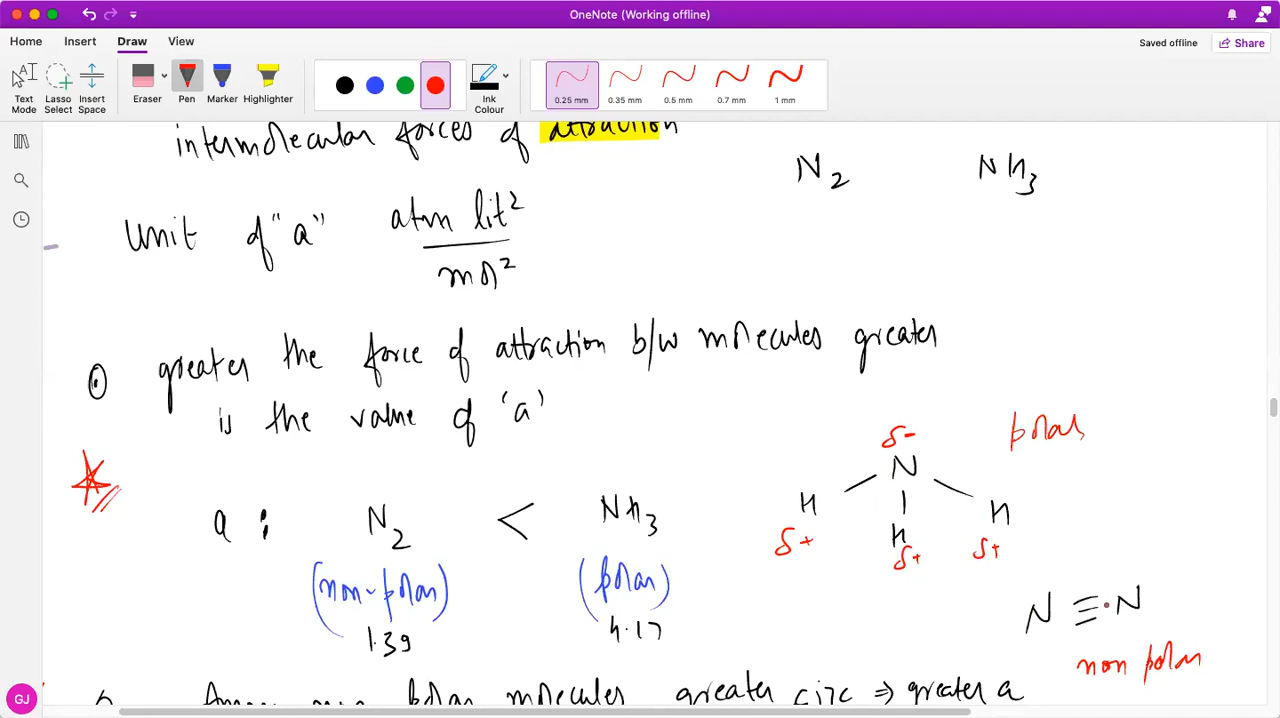 OneNote (Working offline)
Home Insert Draw View
Saved offline
Share
Text Mode
Lasso Select
Insert Space
Eraser
Pen
Marker
Highlighter
Ink Colour
0.25 mm
0.35 mm
0.5 mm
0.7 mm
1 mm
intermolecular forces of attraction
N2 NH3
Unit of "a" atm lit²
mol²
① greater the force of attraction b/w molecules greater
is the value of 'a'
polar
δ-
N
H H H
δ+ δ+ δ+
a : N2 < NH3
(non-polar) (polar)
1.39 4.17
N ≡ N
non polar
polar molecules greater size ⇒ greater a
GJ